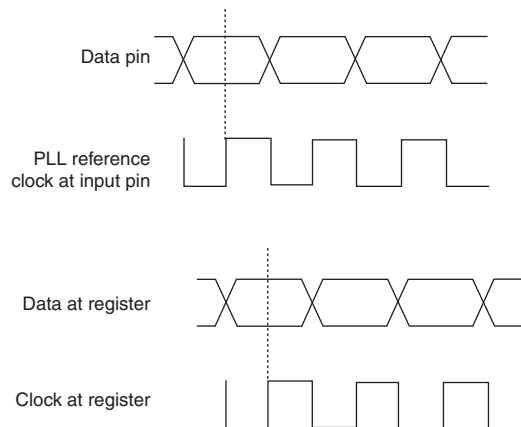 Data pin
PLL reference
clock at input pin
Data at register
Clock at register